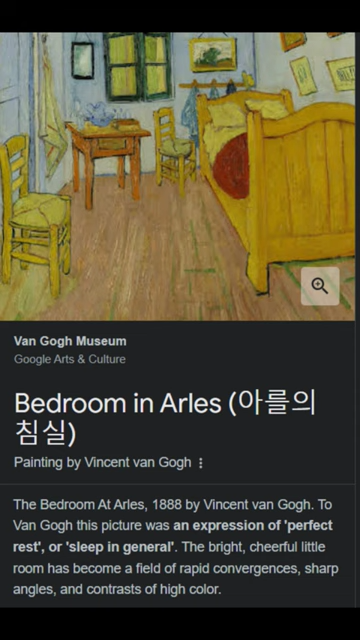 Van Gogh Museum
Google Arts & Culture
Bedroom in Arles (아를의
침실)
Painting by Vincent van Gogh
The Bedroom At Arles, 1888 by Vincent van Gogh. To
Van Gogh this picture was an expression of 'perfect
rest', or 'sleep in general'. The bright, cheerful little
room has become a field of rapid convergences, sharp
angles, and contrasts of high color.